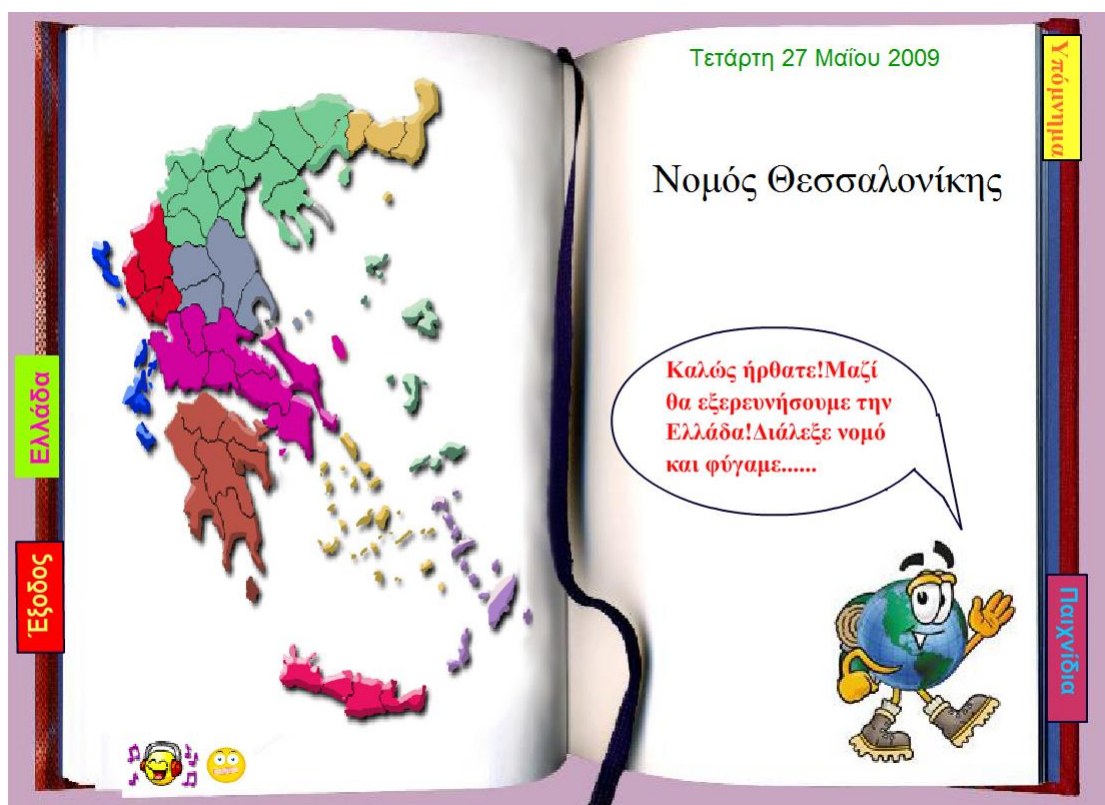 Τετάρτη 27 Μαΐου 2009
Υπόμνημα
Νομός Θεσσαλονίκης
Καλώς ήρθατε!Μαζί
θα εξερευνήσουμε την
Ελλάδα!Διάλεξε νομό
και φύγαμε......
Ελλάδα
Έξοδος
Παιχνίδια